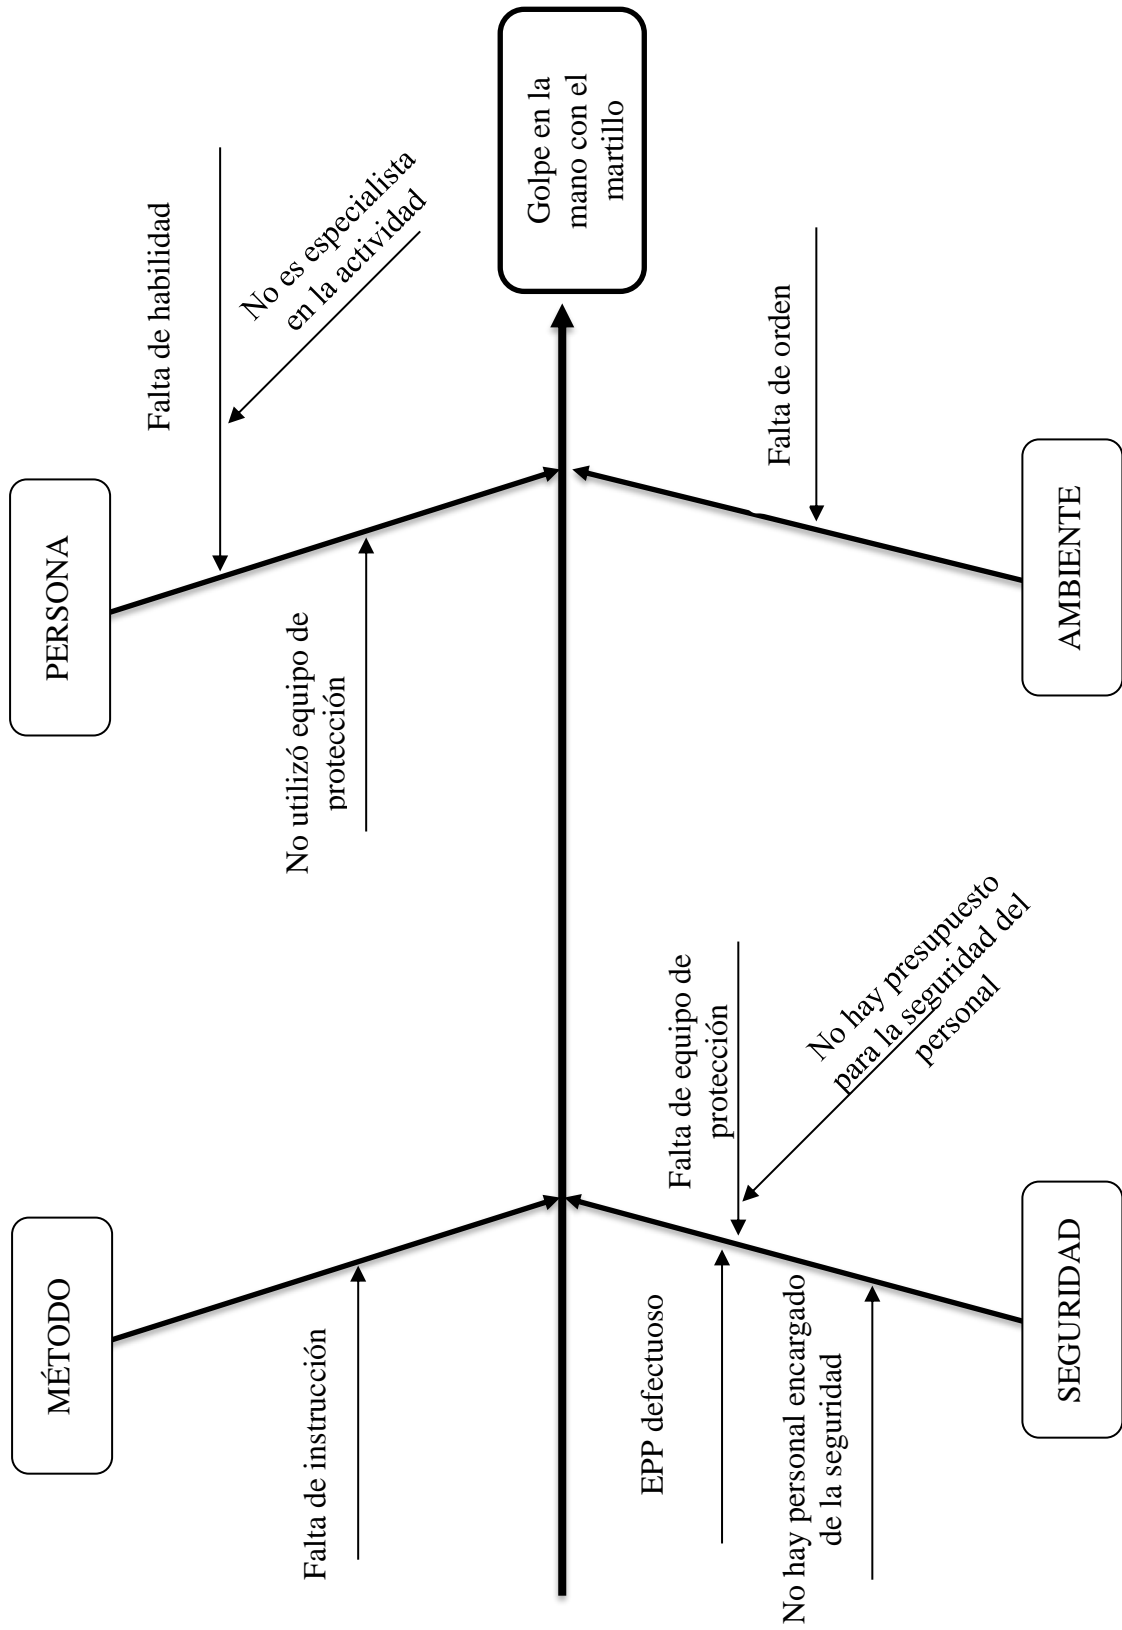 MÉTODO
PERSONA
Falta de habilidad
No es especialista
en la actividad
No utilizó equipo de
protección
Falta de instrucción
Golpe en la
mano con el
martillo
Falta de equipo de
protección
EPP defectuoso
No hay presupuesto
para la seguridad del
personal
No hay personal encargado
de la seguridad
Falta de orden
SEGURIDAD
AMBIENTE